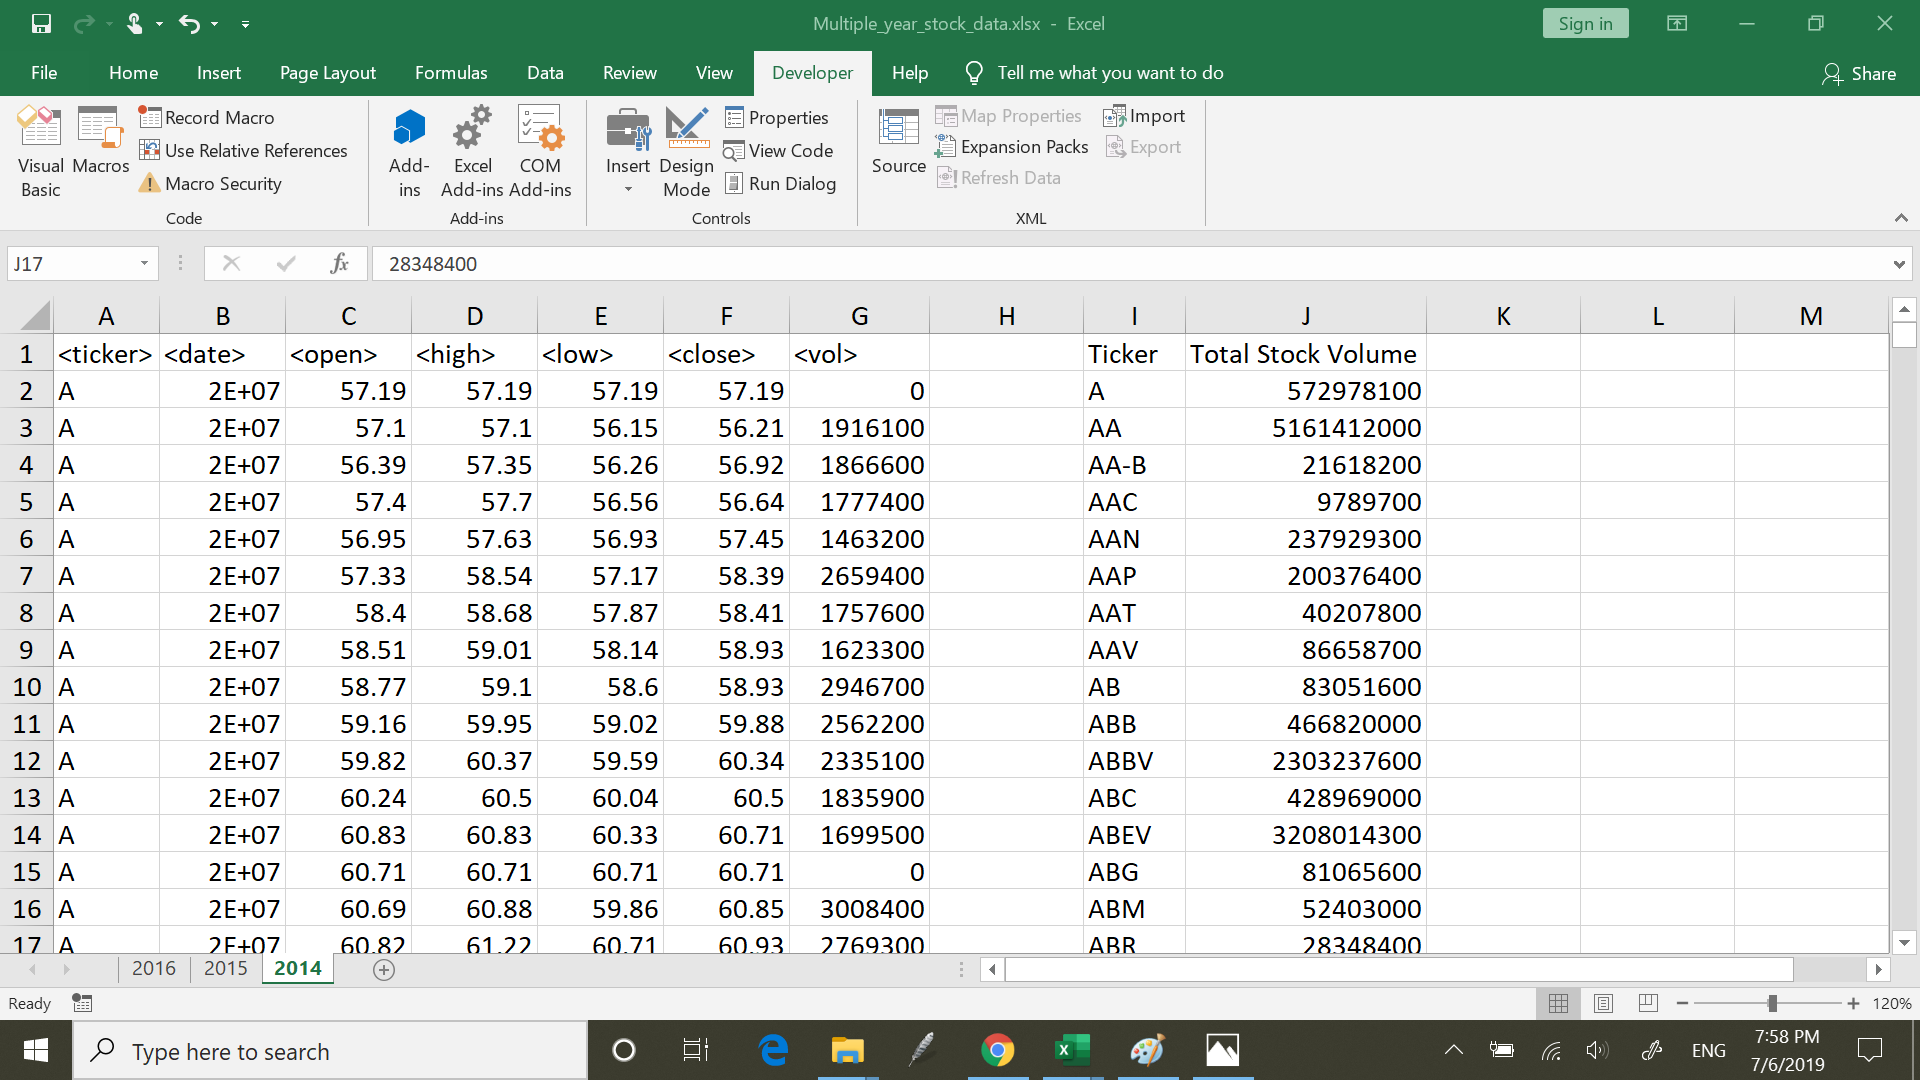 Multiple_year_stock_data.xlsx - Excel
Sign in
File Home Insert Page Layout Formulas Data Review View Developer Help Tell me what you want to do Share
Visual Basic
Macros
Record Macro
Use Relative References
Macro Security
Code
Add-ins
Excel Add-ins
COM Add-ins
Add-ins
Insert
Design Mode
Properties
View Code
Run Dialog
Controls
Source
Map Properties
Expansion Packs
Refresh Data
Import
Export
XML
J17 fx 28348400
A B C D E F G H I J K L M
1 <ticker> <date> <open> <high> <low> <close> <vol> Ticker Total Stock Volume
2 A 2E+07 57.19 57.19 57.19 57.19 0 A 572978100
3 A 2E+07 57.1 57.1 56.15 56.21 1916100 AA 5161412000
4 A 2E+07 56.39 57.35 56.26 56.92 1866600 AA-B 21618200
5 A 2E+07 57.4 57.7 56.56 56.64 1777400 AAC 9789700
6 A 2E+07 56.95 57.63 56.93 57.45 1463200 AAN 237929300
7 A 2E+07 57.33 58.54 57.17 58.39 2659400 AAP 200376400
8 A 2E+07 58.4 58.68 57.87 58.41 1757600 AAT 40207800
9 A 2E+07 58.51 59.01 58.14 58.93 1623300 AAV 86658700
10 A 2E+07 58.77 59.1 58.6 58.93 2946700 AB 83051600
11 A 2E+07 59.16 59.95 59.02 59.88 2562200 ABB 466820000
12 A 2E+07 59.82 60.37 59.59 60.34 2335100 ABBV 2303237600
13 A 2E+07 60.24 60.5 60.04 60.5 1835900 ABC 428969000
14 A 2E+07 60.83 60.83 60.33 60.71 1699500 ABEV 3208014300
15 A 2E+07 60.71 60.71 60.71 60.71 0 ABG 81065600
16 A 2E+07 60.69 60.88 59.86 60.85 3008400 ABM 52403000
17 A 2E+07 60.82 61.22 60.71 60.93 2769300 ABR 28348400
2016 2015 2014
Ready 120%
Type here to search
ENG
7:58 PM
7/6/2019